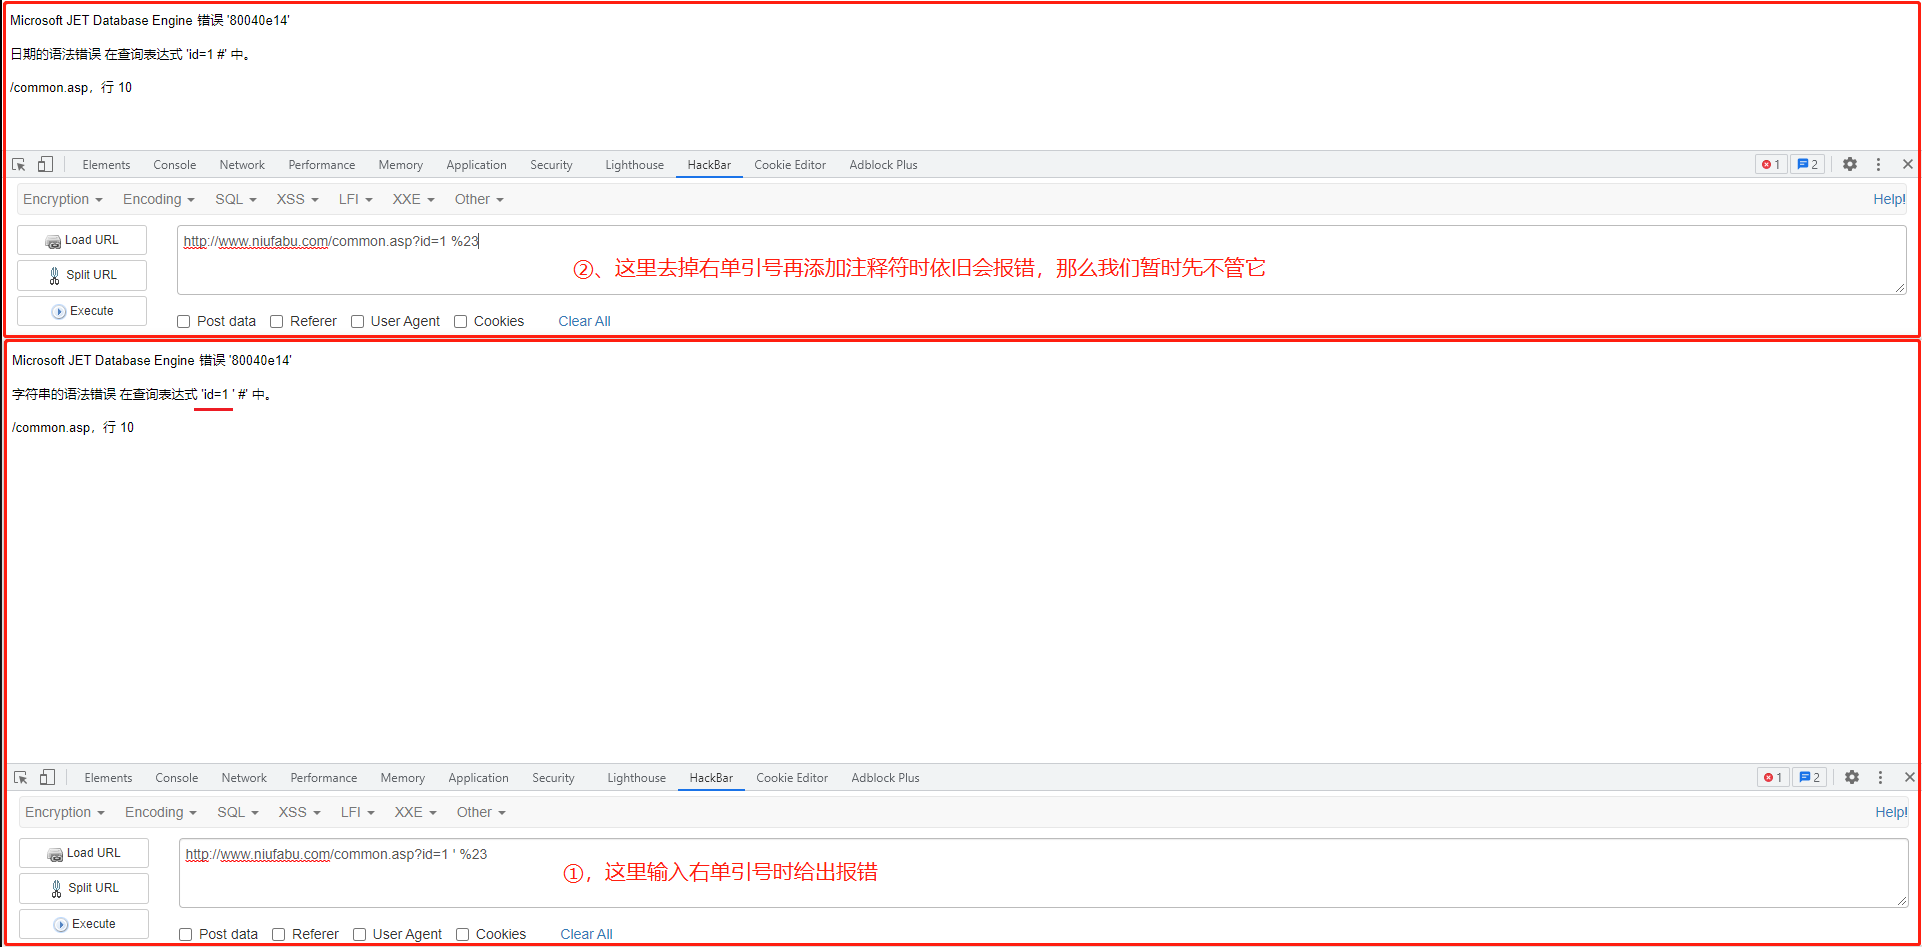 Microsoft JET Database Engine 错误 '80040e14'
日期的语法错误 在查询表达式 'id=1 #' 中。
/common.asp，行 10
Elements Console Network Performance Memory Application Security Lighthouse HackBar Cookie Editor Adblock Plus 1 2
Encryption Encoding SQL XSS LFI XXE Other Help!
Load URL
http://www.niufabu.com/common.asp?id=1 %23
②、这里去掉右单引号再添加注释符时依旧会报错，那么我们暂时先不管它
Split URL
Execute
Post data Referer User Agent Cookies Clear All
Microsoft JET Database Engine 错误 '80040e14'
字符串的语法错误 在查询表达式 'id=1 ' #' 中。
/common.asp，行 10
Elements Console Network Performance Memory Application Security Lighthouse HackBar Cookie Editor Adblock Plus 1 2
Encryption Encoding SQL XSS LFI XXE Other Help!
Load URL
http://www.niufabu.com/common.asp?id=1 ' %23
①，这里输入右单引号时给出报错
Split URL
Execute
Post data Referer User Agent Cookies Clear All